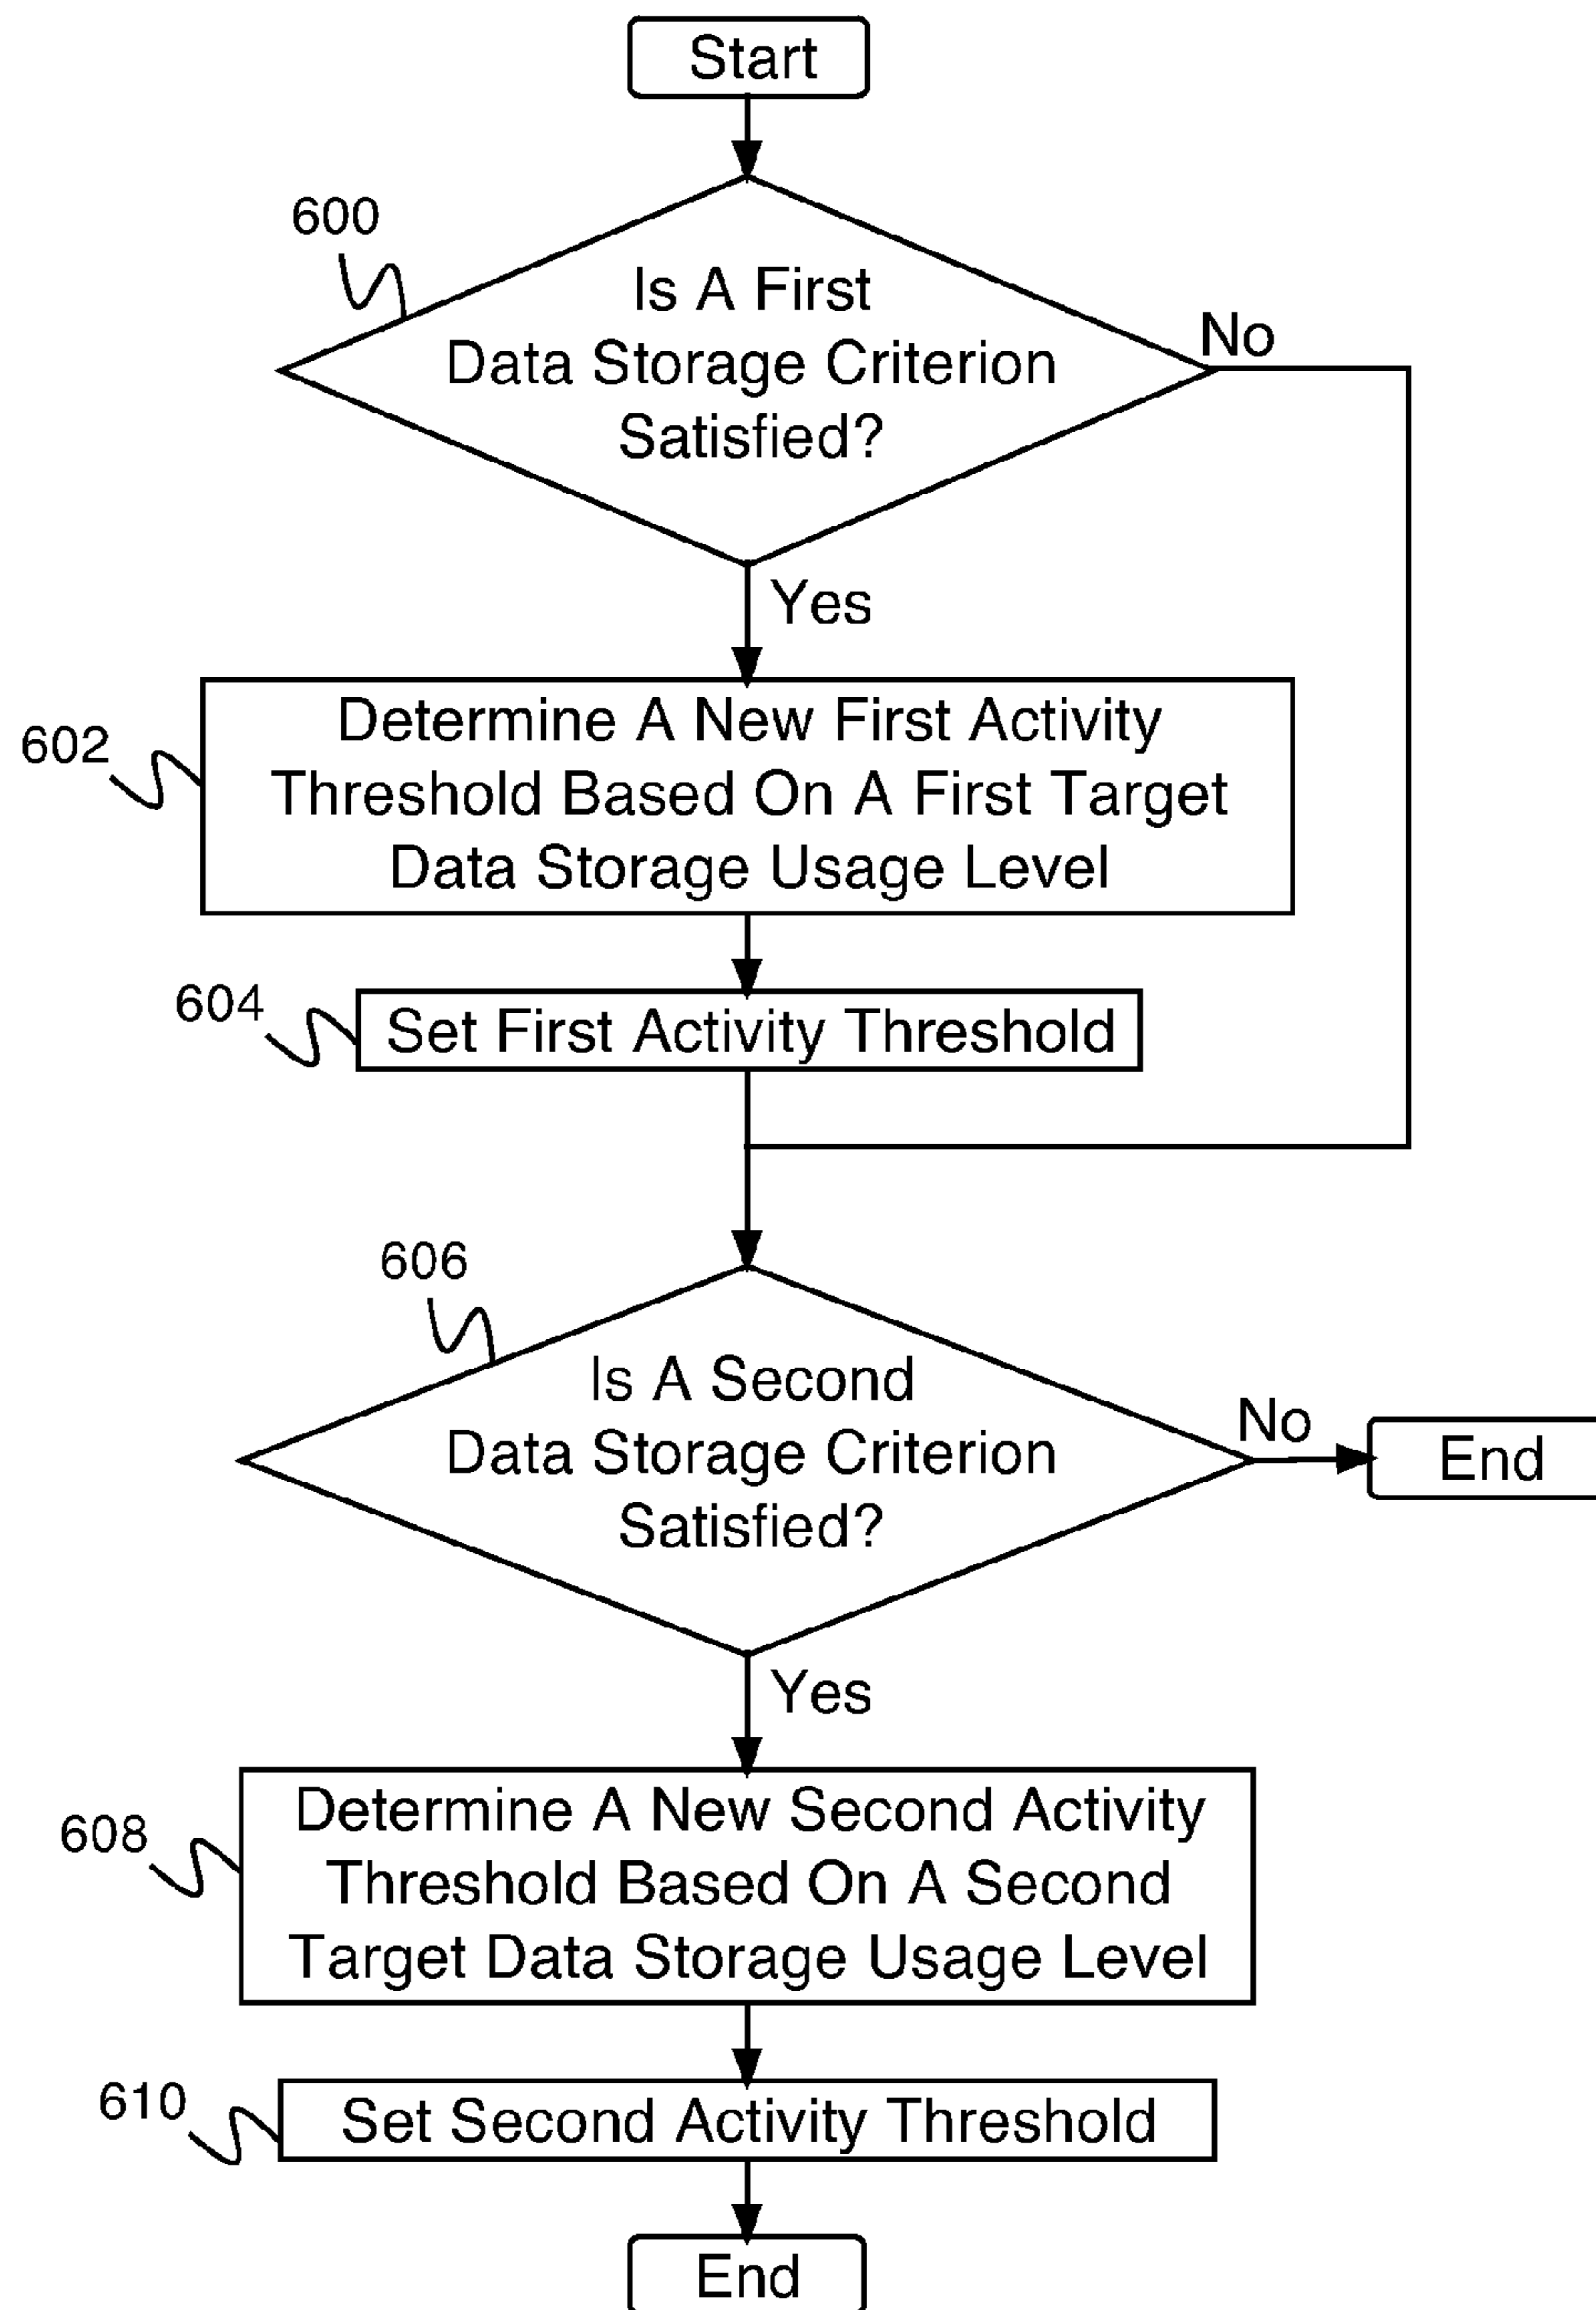 Start
600
Is A First
Data Storage Criterion
Satisfied?
No
Yes
602
Determine A New First Activity
Threshold Based On A First Target
Data Storage Usage Level
604
Set First Activity Threshold
606
Is A Second
Data Storage Criterion
Satisfied?
No
End
Yes
608
Determine A New Second Activity
Threshold Based On A Second
Target Data Storage Usage Level
610
Set Second Activity Threshold
End